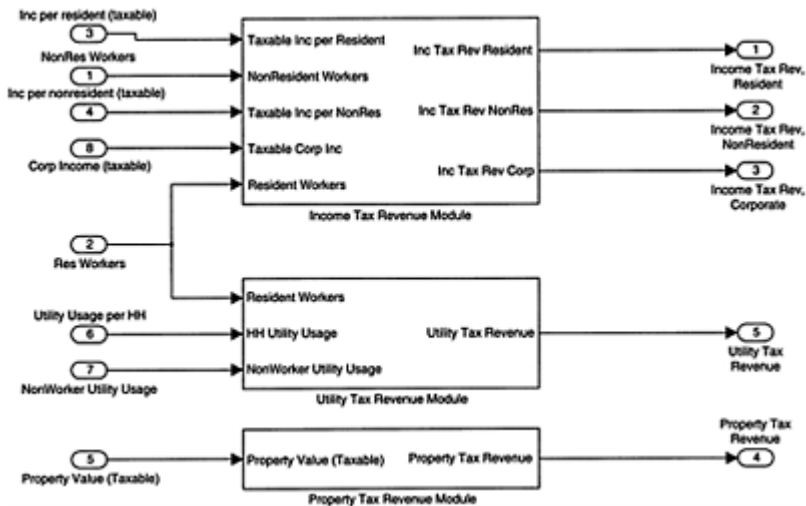 Inc per resident (taxable)
3
NonRes Workers
1
Inc per nonresident (taxable)
4
8
Corp Income (taxable)
2
Res Workers
Utility Usage per HH
6
7
NonWorker Utility Usage
5
Property Value (Taxable)
Taxable Inc per Resident
NonResident Workers
Taxable Inc per NonRes
Taxable Corp Inc
Resident Workers
Inc Tax Rev Resident
Inc Tax Rev NonRes
Inc Tax Rev Corp
Income Tax Revenue Module
Resident Workers
HH Utility Usage
NonWorker Utility Usage
Utility Tax Revenue
Utility Tax Revenue Module
Property Value (Taxable)
Property Tax Revenue
Property Tax Revenue Module
1
Income Tax Rev,
Resident
2
Income Tax Rev,
NonResident
3
Income Tax Rev,
Corporate
5
Utility Tax
Revenue
Property Tax
Revenue
4